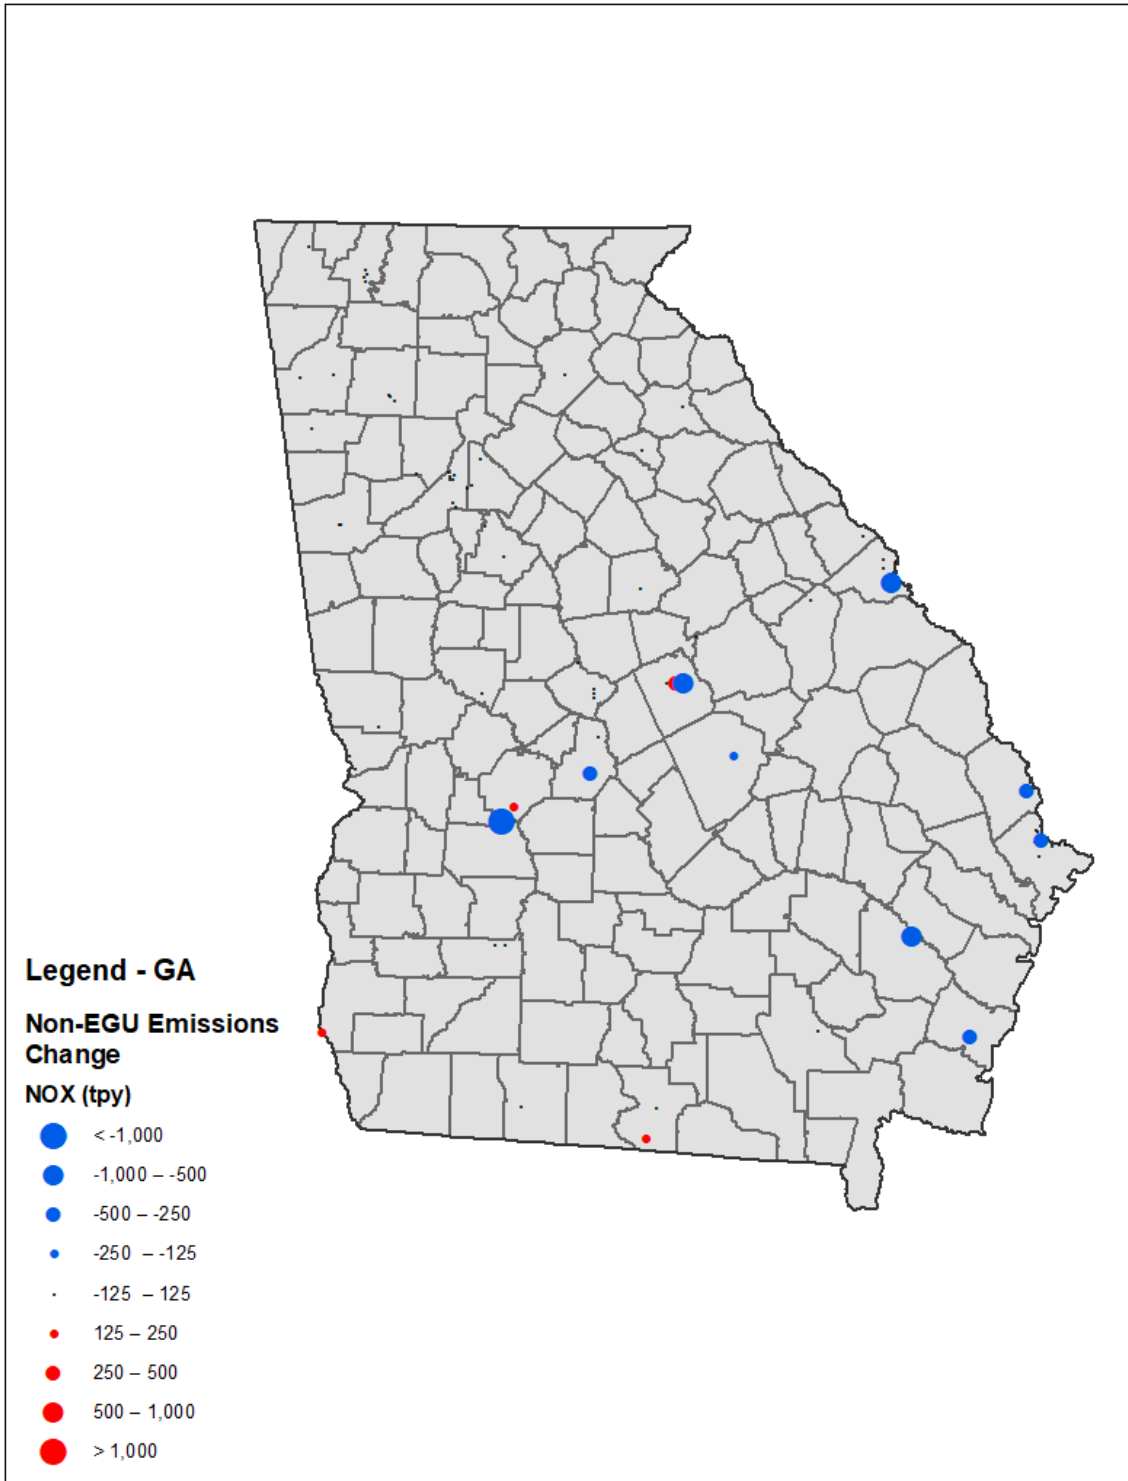 Legend - GA
Non-EGU Emissions
Change
NOX (tpy)
< -1,000
-1,000 – -500
-500 – -250
-250 – -125
-125 – 125
125 – 250
250 – 500
500 – 1,000
> 1,000